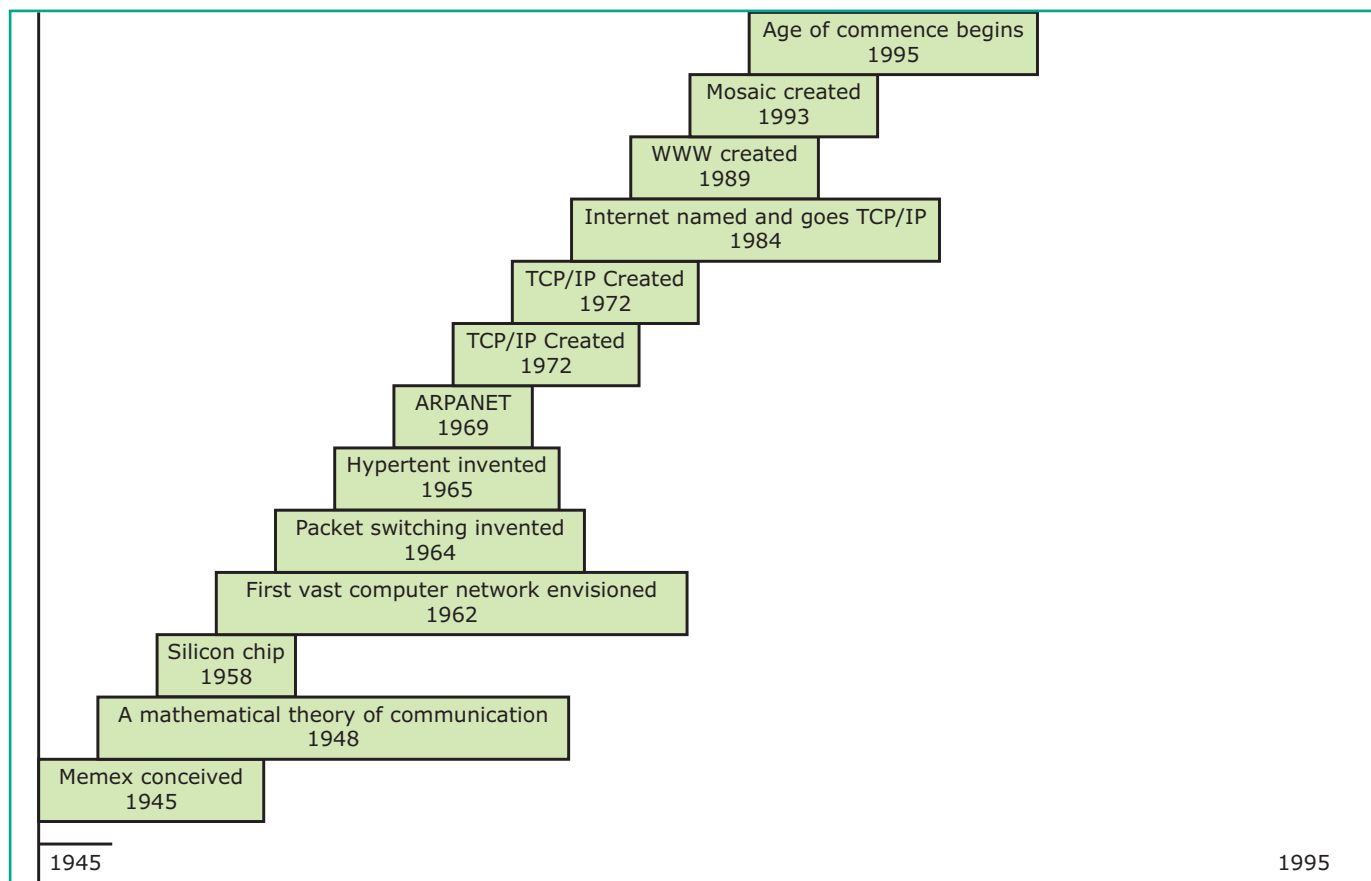 Age of commence begins
1995
Mosaic created
1993
WWW created
1989
Internet named and goes TCP/IP
1984
TCP/IP Created
1972
TCP/IP Created
1972
ARPANET
1969
Hypertent invented
1965
Packet switching invented
1964
First vast computer network envisioned
1962
Silicon chip
1958
A mathematical theory of communication
1948
Memex conceived
1945
1945
1995